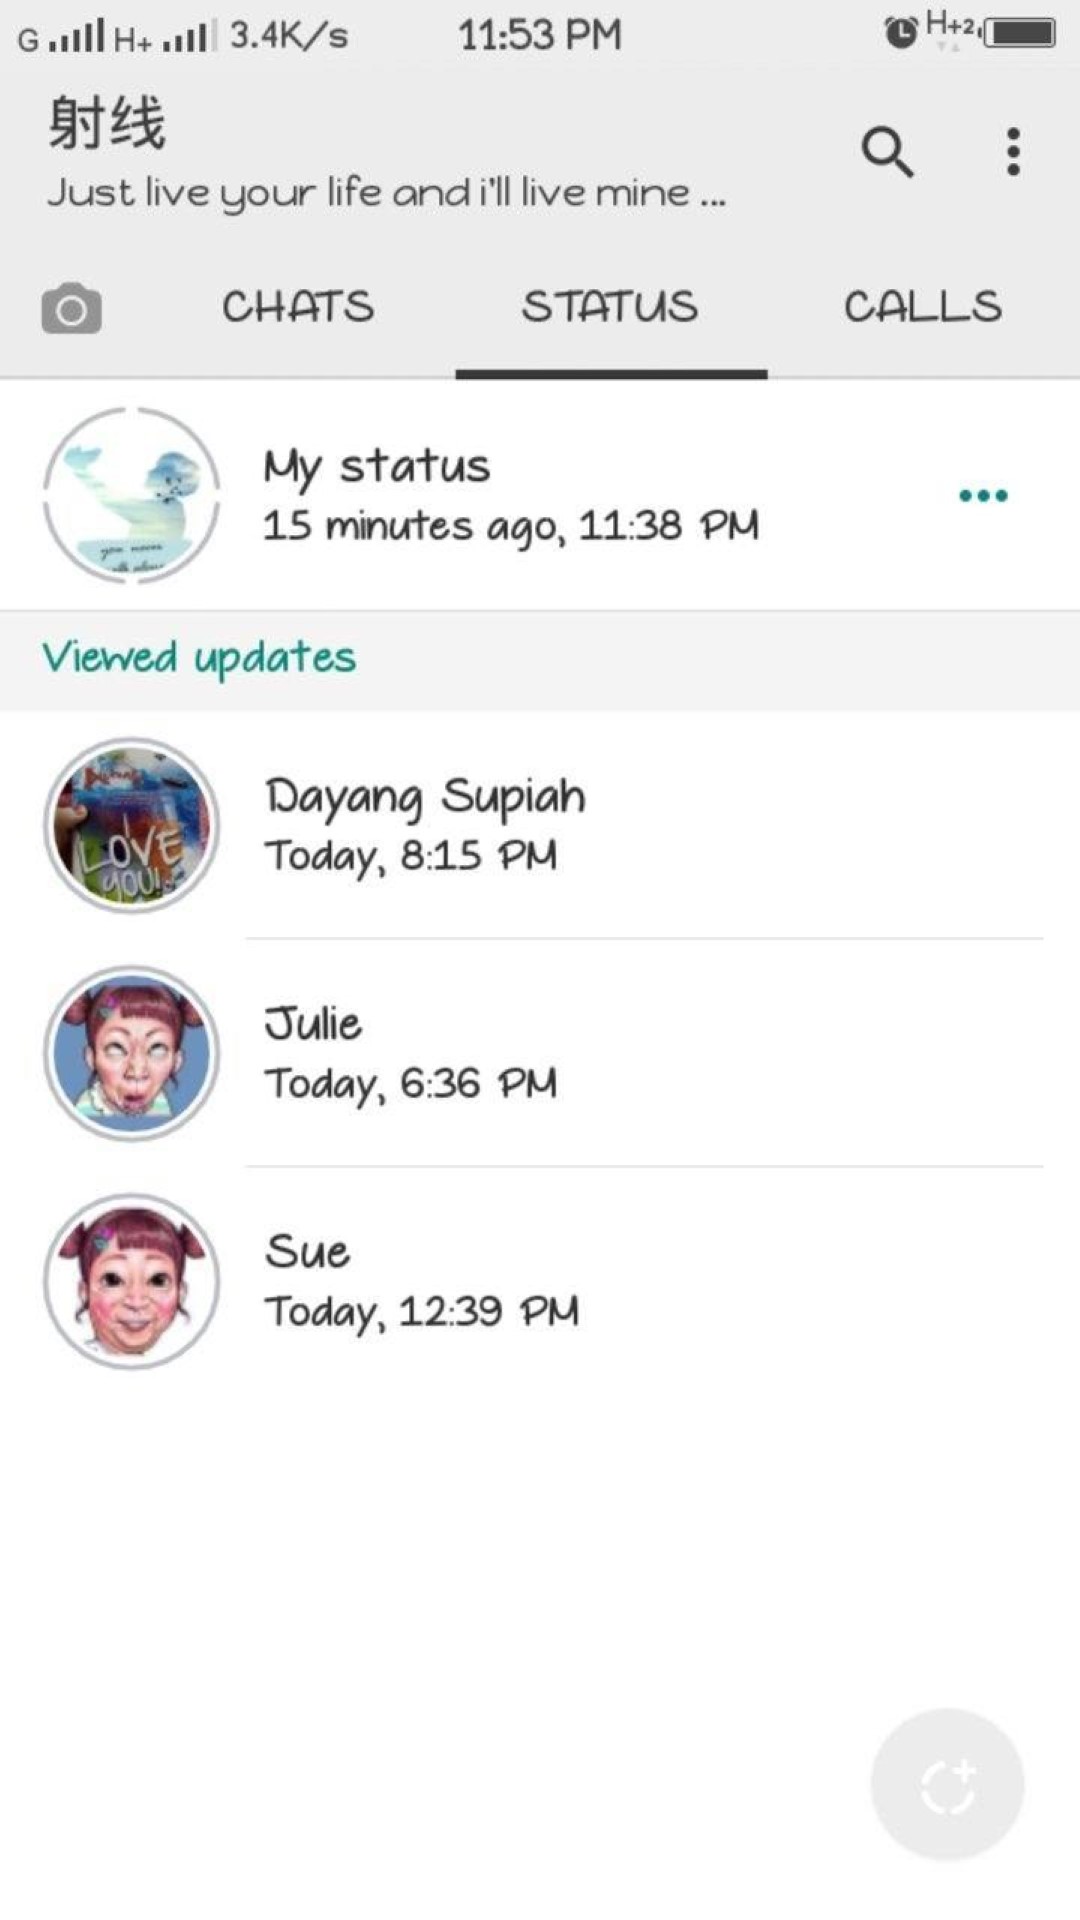 G H+ 3.4K/s 11:53 PM H+2
射线
Just live your life and i'll live mine ...
CHATS STATUS CALLS
My status
15 minutes ago, 11:38 PM
Viewed updates
LOVE
YOU!
Dayang Supiah
Today, 8:15 PM
Julie
Today, 6:36 PM
Sue
Today, 12:39 PM